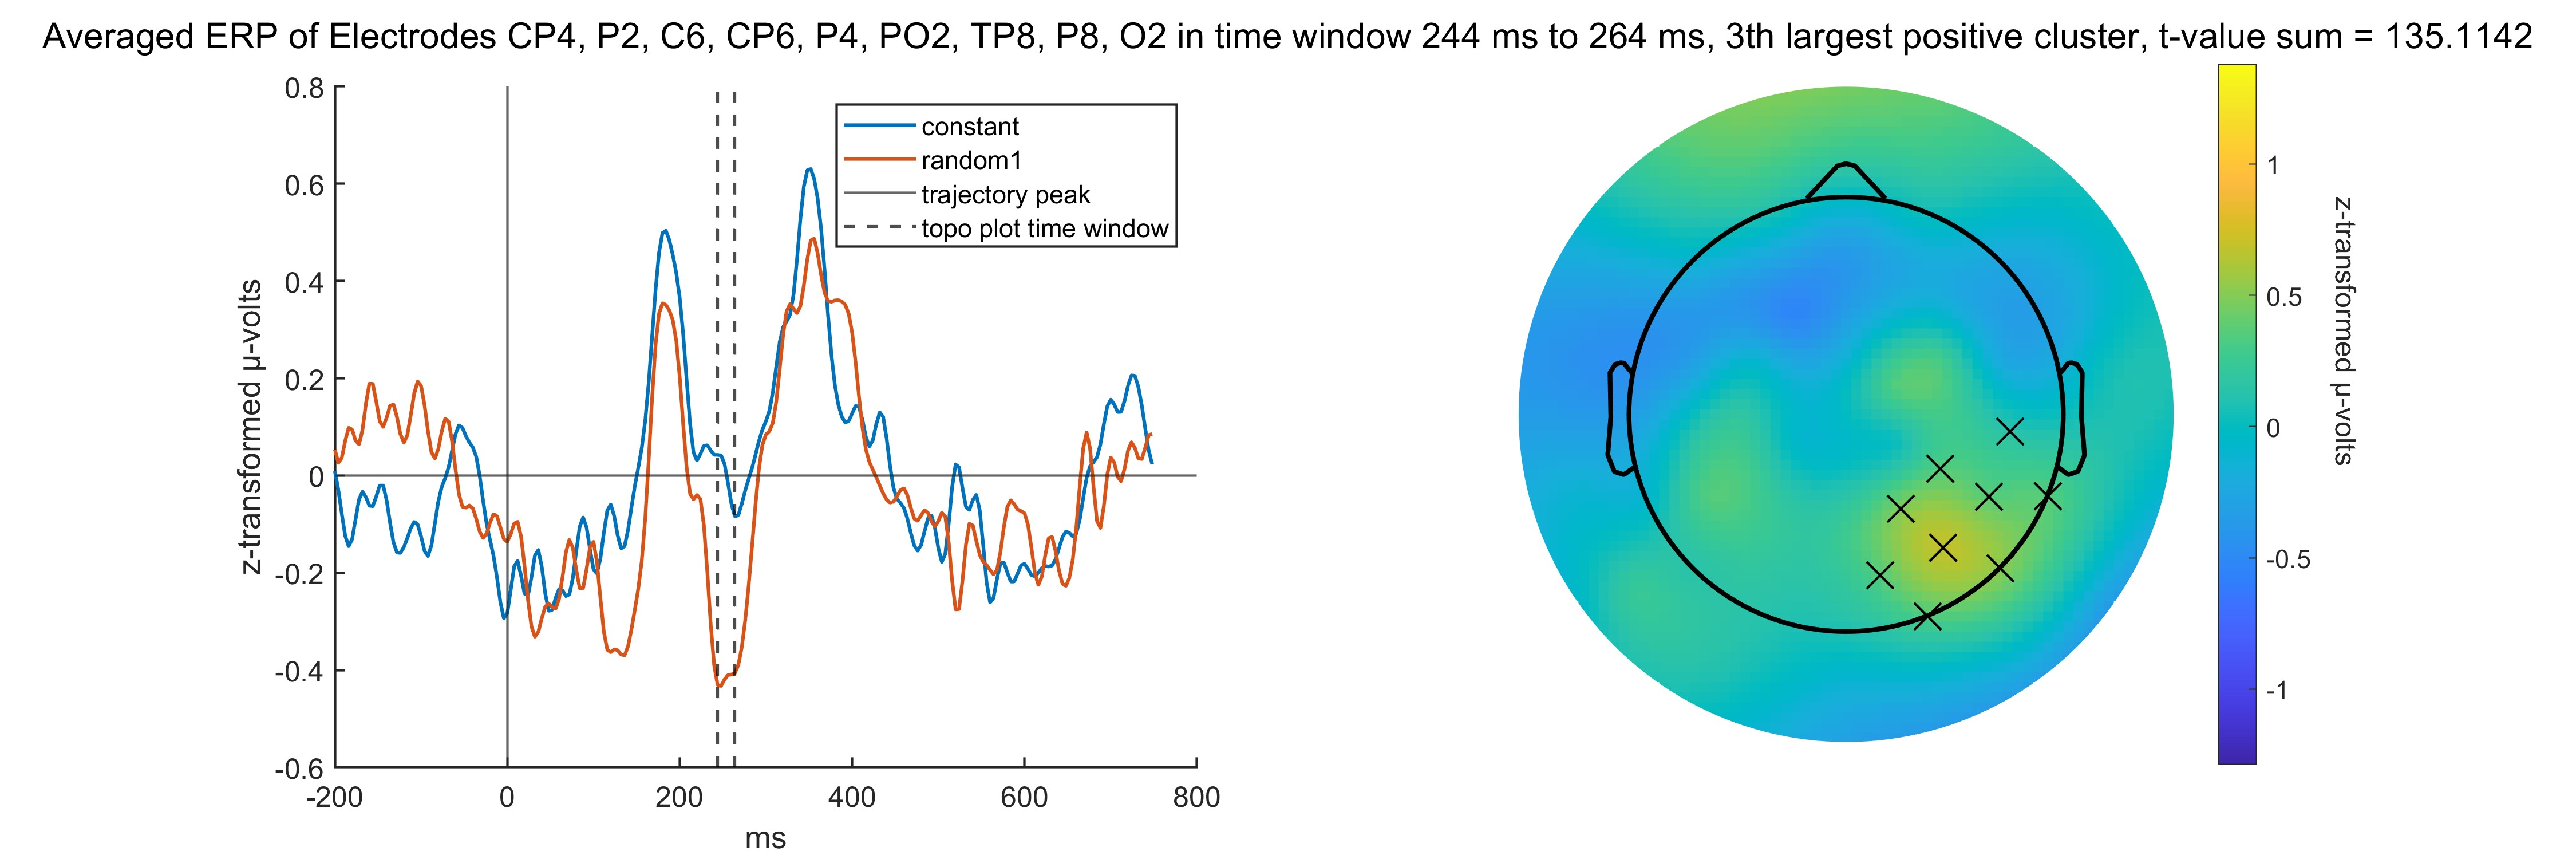 Averaged ERP of Electrodes CP4, P2, C6, CP6, P4, PO2, TP8, P8, O2 in time window 244 ms to 264 ms, 3th largest positive cluster, t-value sum = 135.1142
0.8
0.6
0.4
0.2
0
-0.2
-0.4
-0.6
z-transformed µ-volts
-200
0
200
400
600
800
ms
constant
random1
trajectory peak
topo plot time window
1
0.5
0
-0.5
-1
z-transformed µ-volts